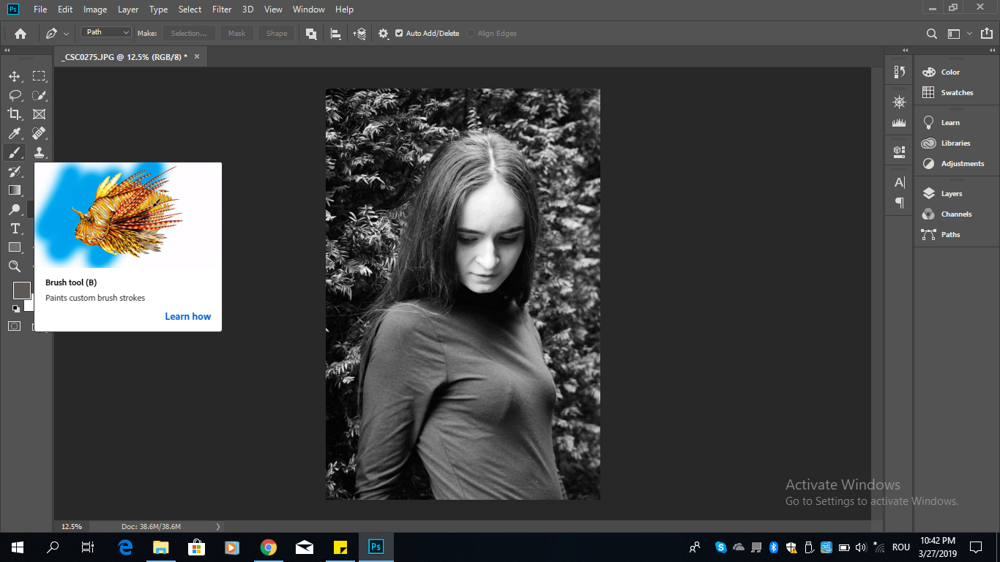 Ps File Edit Image Layer Type Select Filter 3D View Window Help
Path Make: Selection... Mask Shape Auto Add/Delete Align Edges
_CSC0275.JPG @ 12.5% (RGB/8) * ×
Color
Swatches
Learn
Libraries
Adjustments
Layers
Channels
Paths
A
T
Brush tool (B)
Paints custom brush strokes
Learn how
Activate Windows
Go to Settings to activate Windows.
12.5% Doc: 38.6M/38.6M
Ps
ROU
10:42 PM
3/27/2019